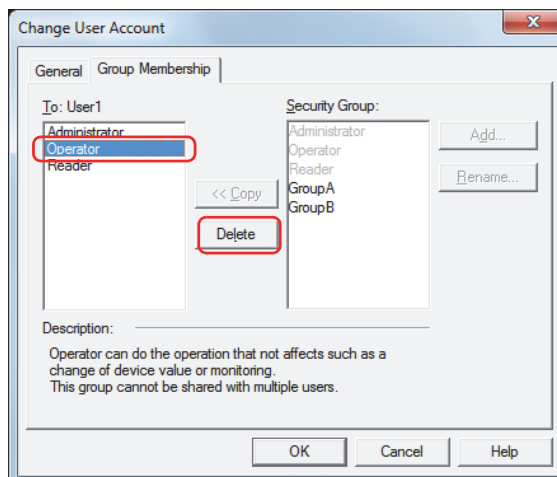 Change User Account
General Group Membership
To: User1
Security Group:
Administrator
Operator
Reader
<< Copy
Delete
Administrator
Operator
Reader
GroupA
GroupB
Add...
Rename...
Description:
Operator can do the operation that not affects such as a
change of device value or monitoring.
This group cannot be shared with multiple users.
OK Cancel Help